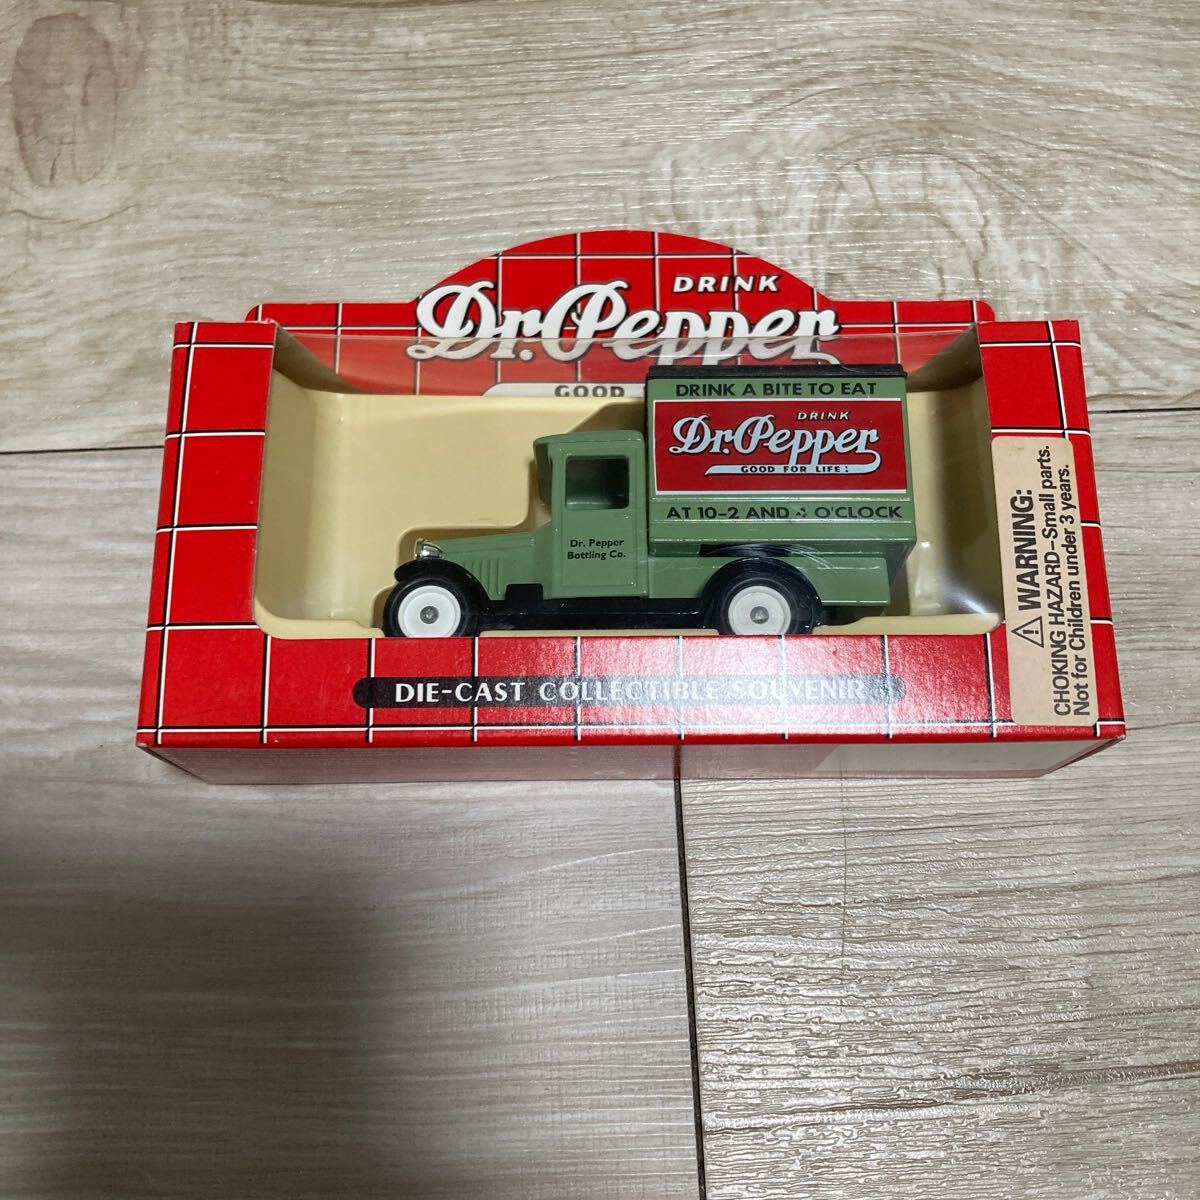 DRINK
Dr. Pepper
GOOD
DRINK A BITE TO EAT
DRINK
Dr. Pepper
GOOD FOR LIFE!
AT 10-2 AND 4 O'CLOCK
Dr. Pepper
Bottling Co.
DIE-CAST COLLECTIBLE SOUVENIR
WARNING:
CHOKING HAZARD-Small parts.
Not for Children under 3 years.